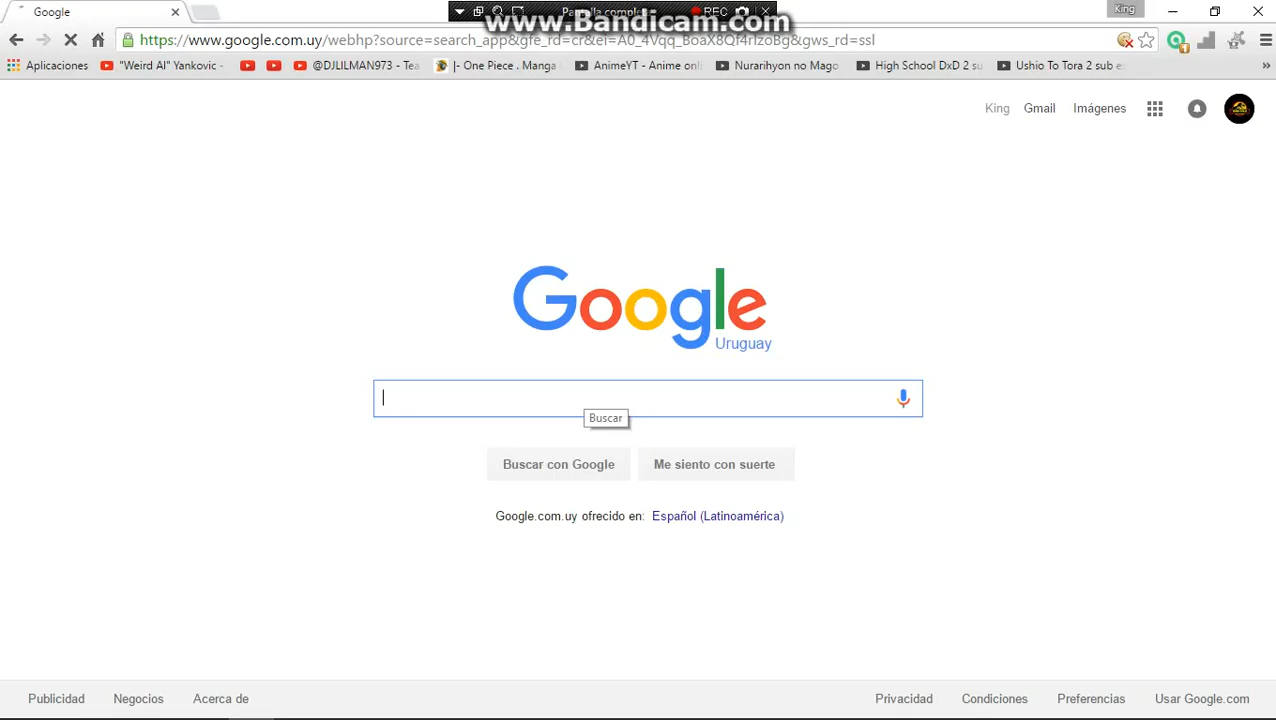 Google
Pantalla comple
REC
www.Bandicam.com
King
https://www.google.com.uy/webhp?source=search_app&gfe_rd=cr&ei=A0_4Vqq_BoaX8Qf4rIzoBg&gws_rd=ssl
Aplicaciones
"Weird Al" Yankovic -
@DJLILMAN973 - Tea
|- One Piece . Manga
AnimeYT - Anime onli
Nurarihyon no Mago
High School DxD 2 su
Ushio To Tora 2 sub es
King
Gmail
Imágenes
Google
Uruguay
Buscar
Buscar con Google
Me siento con suerte
Google.com.uy ofrecido en: Español (Latinoamérica)
Publicidad
Negocios
Acerca de
Privacidad
Condiciones
Preferencias
Usar Google.com